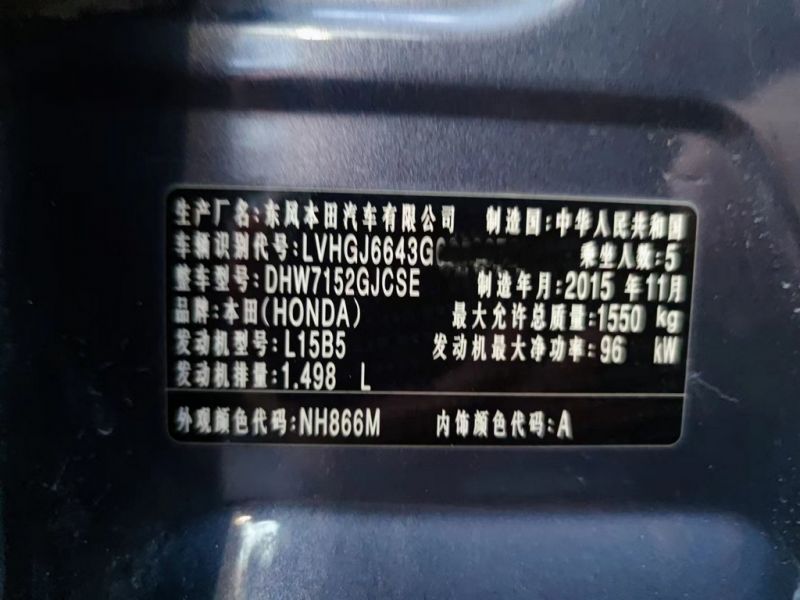 生产厂名:东风本田汽车有限公司 制造国:中华人民共和国
车辆识别代号:LVHGJ6643G 乘坐人数:5
整车型号:DHW7152GJCSE 制造年月:2015 年11月
品牌:本田(HONDA) 最大允许总质量:1550 kg
发动机型号:L15B5 发动机最大净功率:96 kW
发动机排量:1.498 L
外观颜色代码:NH866M 内饰颜色代码:A